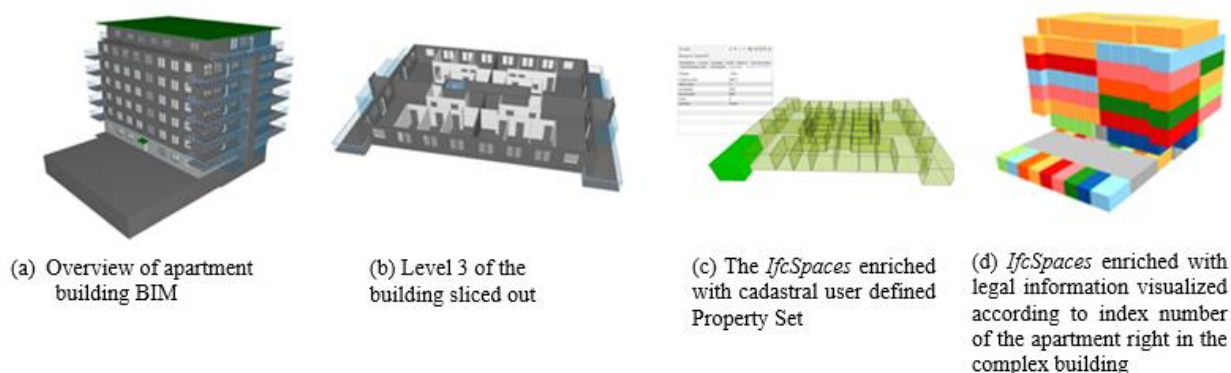 (a) Overview of apartment
building BIM
(b) Level 3 of the
building sliced out
(c) The IfcSpaces enriched
with cadastral user defined
Property Set
(d) IfcSpaces enriched with
legal information visualized
according to index number
of the apartment right in the
complex building